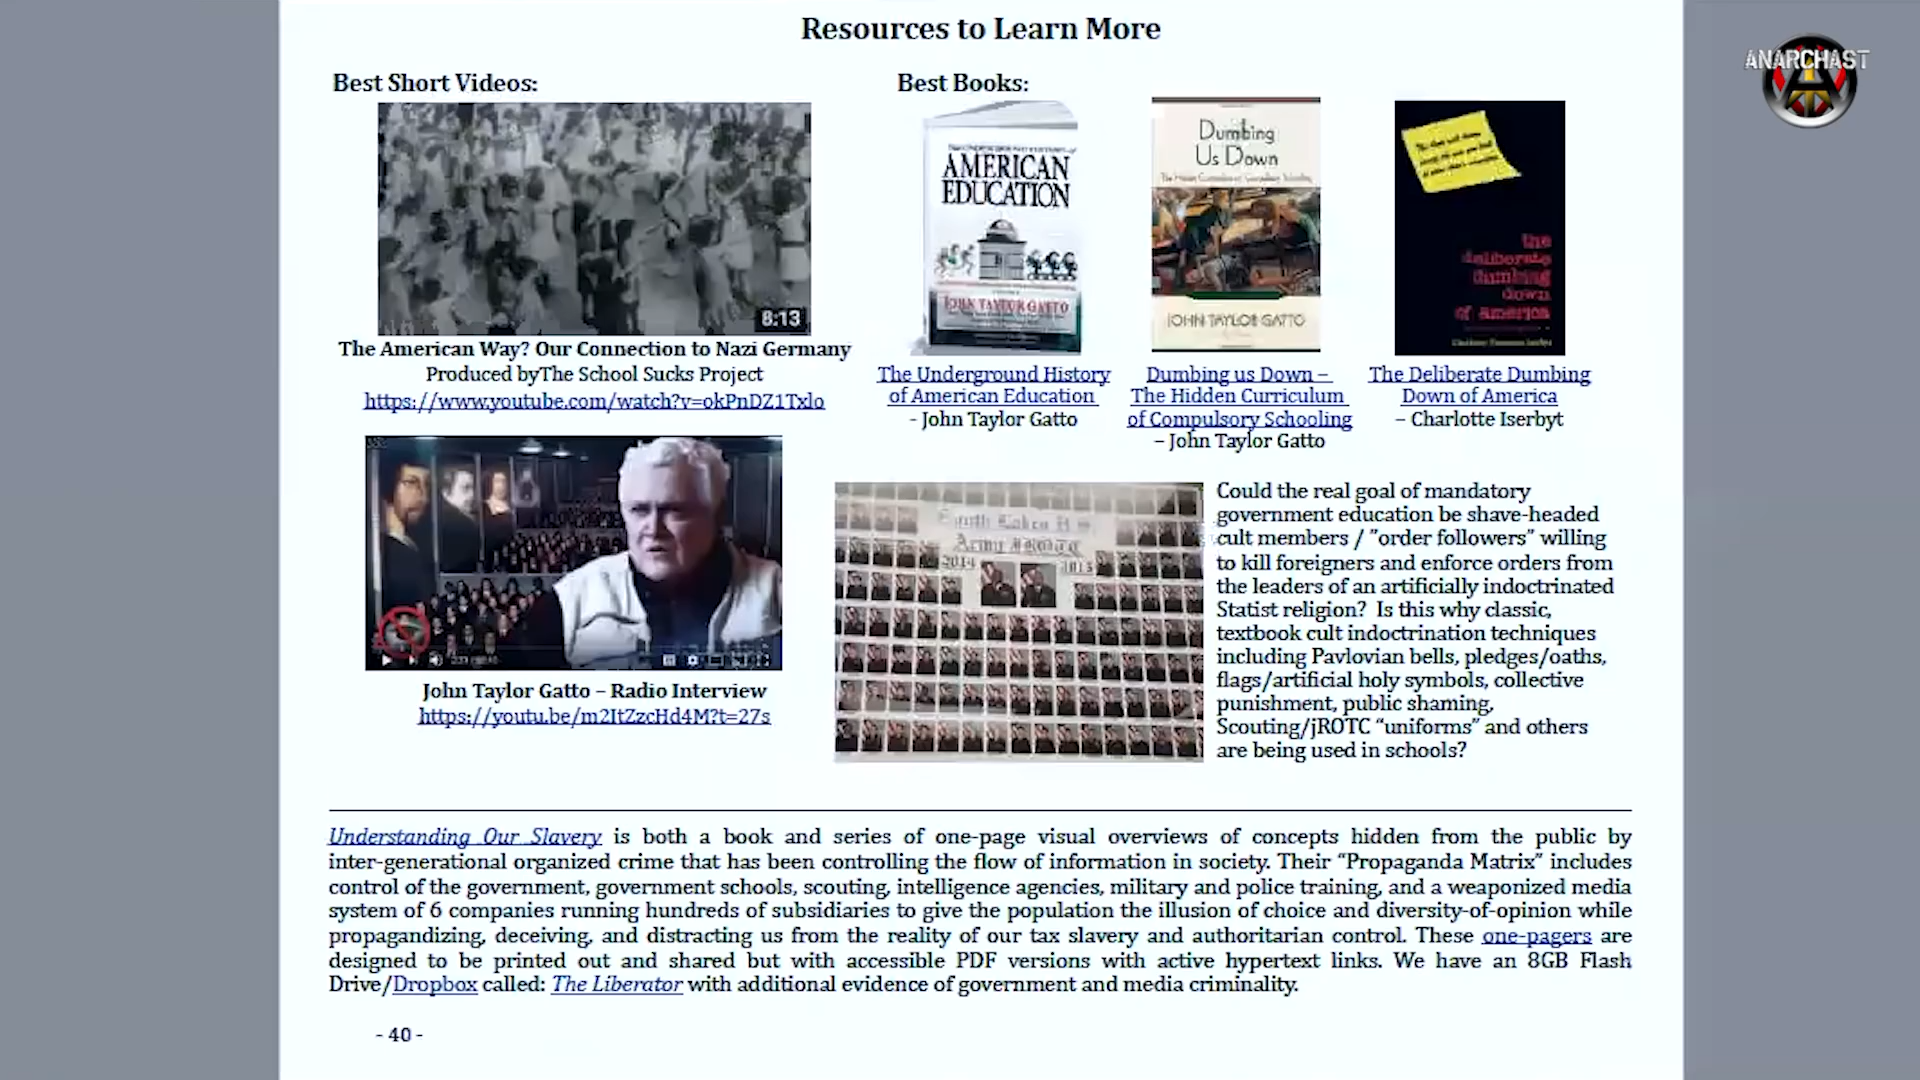 Resources to Learn More
ANARCHAST
Best Short Videos:
8:13
The American Way? Our Connection to Nazi Germany
Produced byThe School Sucks Project
https://www.youtube.com/watch?v=okPnDZ1Txlo
John Taylor Gatto – Radio Interview
https://youtu.be/m2ItZzcHd4M?t=27s
Best Books:
AMERICAN
EDUCATION
JOHN TAYLOR GATTO
The Underground History
of American Education
- John Taylor Gatto
Dumbing
Us Down
The Hidden Curriculum of Compulsory Schooling
JOHN TAYLOR GATTO
Dumbing us Down –
The Hidden Curriculum
of Compulsory Schooling
– John Taylor Gatto
the
deliberate
dumbing
down
of america
The Deliberate Dumbing
Down of America
– Charlotte Iserbyt
2014
2015
Could the real goal of mandatory
government education be shave-headed
cult members / "order followers" willing
to kill foreigners and enforce orders from
the leaders of an artificially indoctrinated
Statist religion? Is this why classic,
textbook cult indoctrination techniques
including Pavlovian bells, pledges/oaths,
flags/artificial holy symbols, collective
punishment, public shaming,
Scouting/jROTC “uniforms” and others
are being used in schools?
Understanding Our Slavery is both a book and series of one-page visual overviews of concepts hidden from the public by
inter-generational organized crime that has been controlling the flow of information in society. Their “Propaganda Matrix” includes
control of the government, government schools, scouting, intelligence agencies, military and police training, and a weaponized media
system of 6 companies running hundreds of subsidiaries to give the population the illusion of choice and diversity-of-opinion while
propagandizing, deceiving, and distracting us from the reality of our tax slavery and authoritarian control. These one-pagers are
designed to be printed out and shared but with accessible PDF versions with active hypertext links. We have an 8GB Flash
Drive/Dropbox called: The Liberator with additional evidence of government and media criminality.
- 40 -